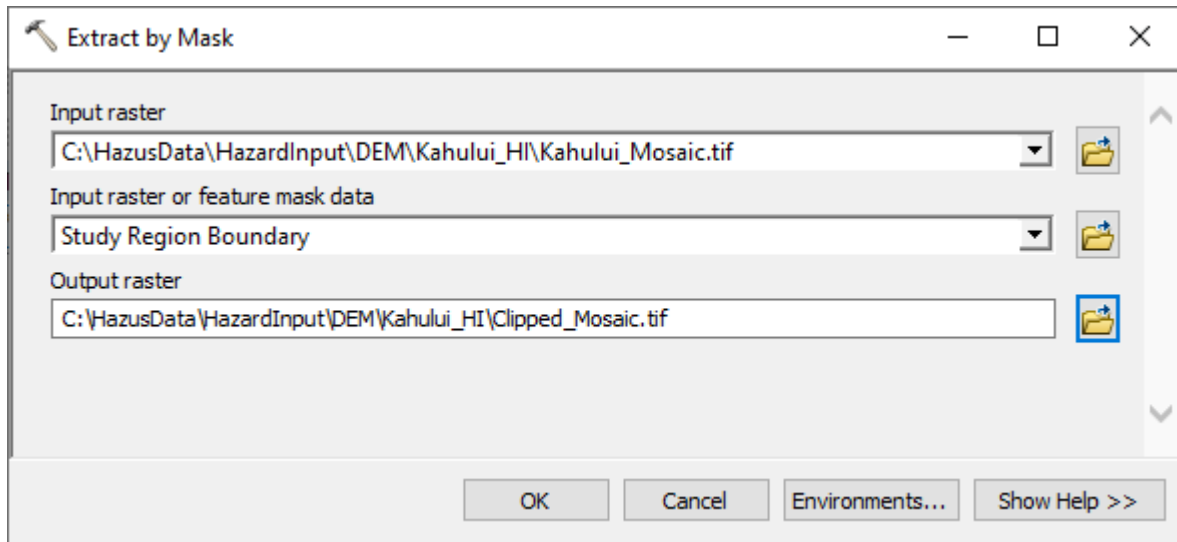 Extract by Mask
Input raster
C:\HazusData\HazardInput\DEM\Kahului_HI\Kahului_Mosaic.tif
Input raster or feature mask data
Study Region Boundary
Output raster
C:\HazusData\HazardInput\DEM\Kahului_HI\Clipped_Mosaic.tif
OK Cancel Environments... Show Help >>